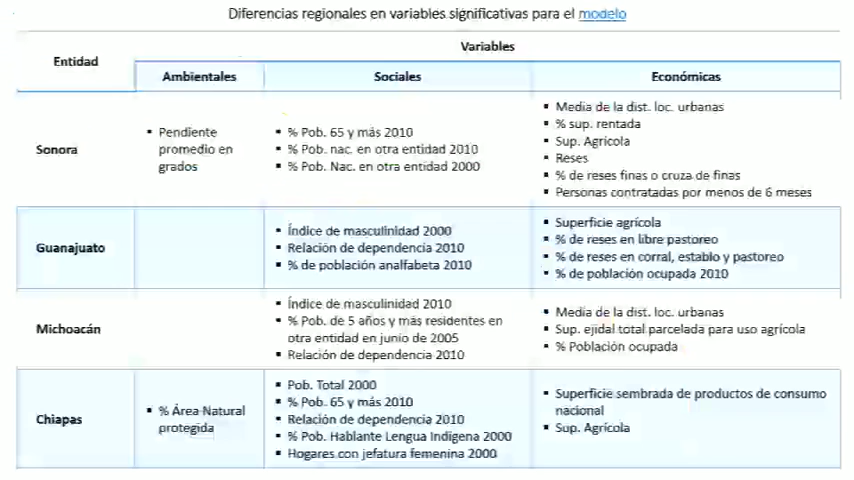 Diferencias regionales en variables significativas para el modelo
Entidad
Variables
Ambientales
Sociales
Económicas
Sonora
▪ Pendiente
promedio en
grados
▪ % Pob. 65 y más 2010
▪ % Pob. nac. en otra entidad 2010
▪ % Pob. Nac. en otra entidad 2000
▪ Media de la dist. loc. urbanas
▪ % sup. rentada
▪ Sup. Agrícola
▪ Reses
▪ % de reses finas o cruza de finas
▪ Personas contratadas por menos de 6 meses
Guanajuato
▪ Índice de masculinidad 2000
▪ Relación de dependencia 2010
▪ % de población analfabeta 2010
▪ Superficie agrícola
▪ % de reses en libre pastoreo
▪ % de reses en corral, establo y pastoreo
▪ % de población ocupada 2010
Michoacán
▪ Índice de masculinidad 2010
▪ % Pob. de 5 años y más residentes en
otra entidad en junio de 2005
▪ Relación de dependencia 2010
▪ Media de la dist. loc. urbanas
▪ Sup. ejidal total parcelada para uso agrícola
▪ % Población ocupada
Chiapas
▪ % Área Natural
protegida
▪ Pob. Total 2000
▪ % Pob. 65 y más 2010
▪ Relación de dependencia 2010
▪ % Pob. Hablante Lengua Indígena 2000
▪ Hogares con jefatura femenina 2000
▪ Superficie sembrada de productos de consumo
nacional
▪ Sup. Agrícola